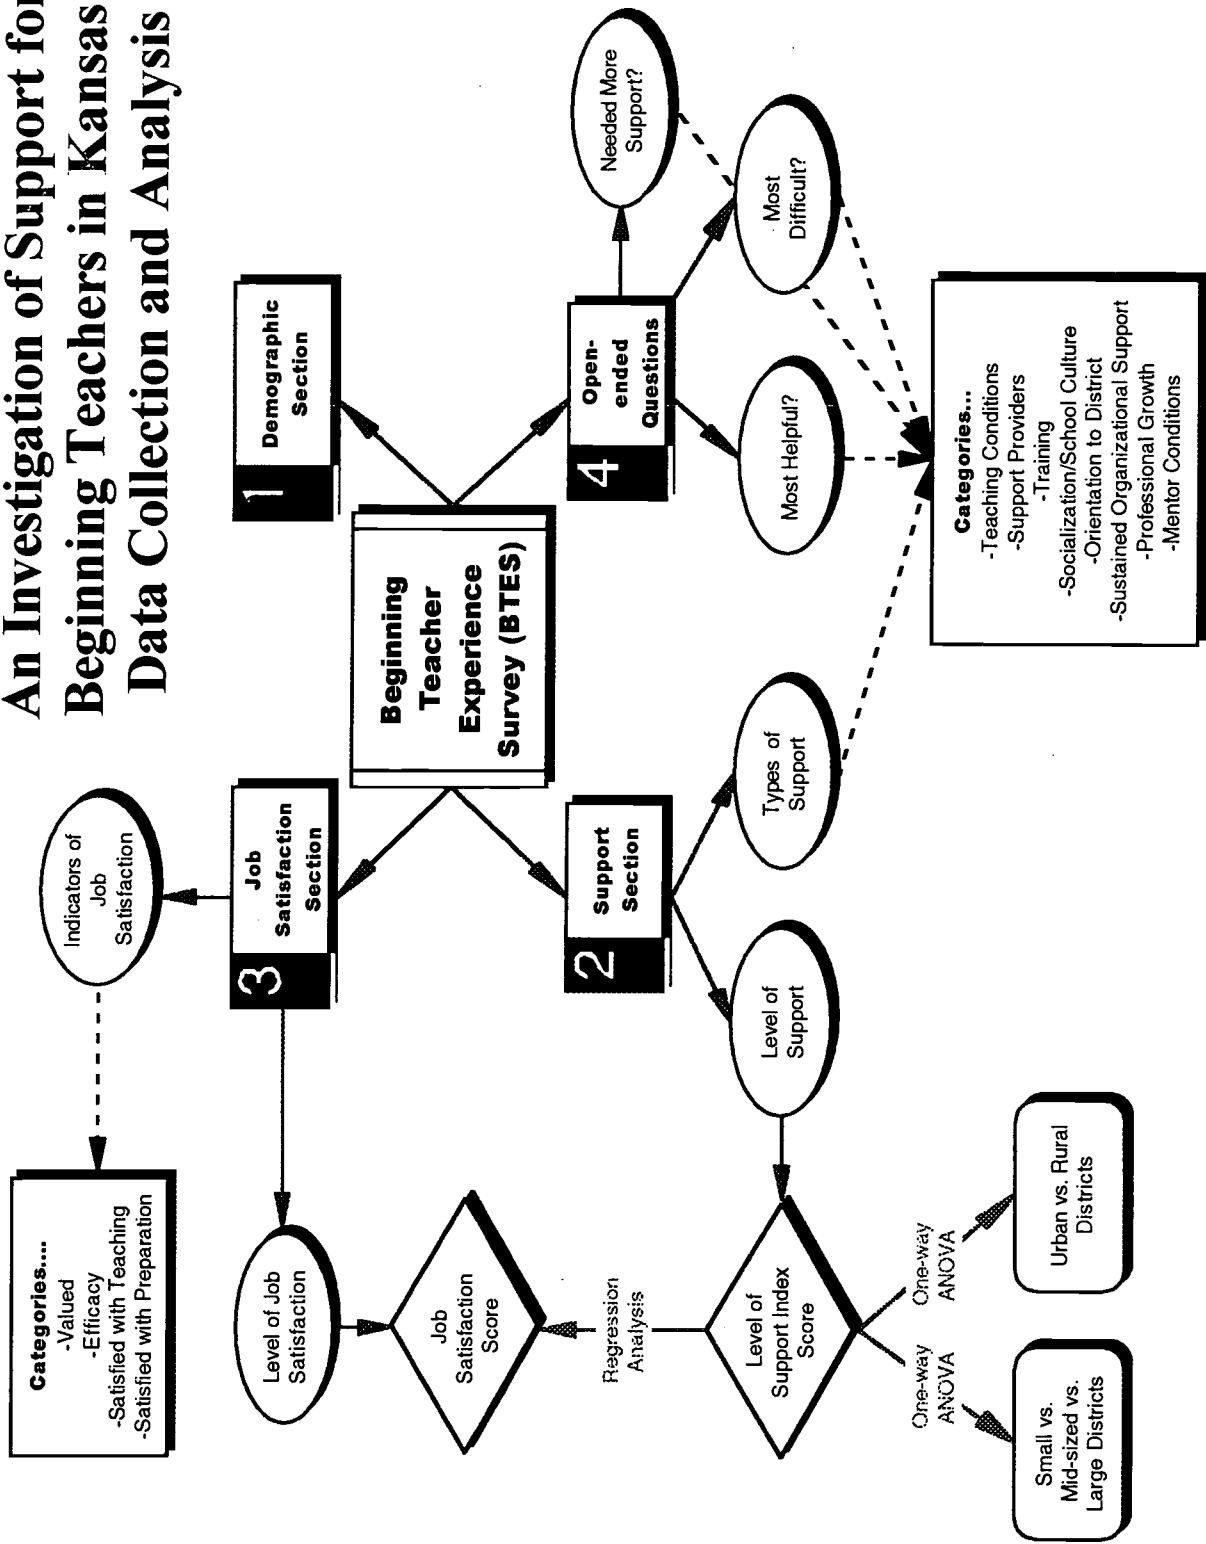 An Investigation of Support for
Beginning Teachers in Kansas
Data Collection and Analysis
Categories....
-Valued
-Efficacy
-Satisfied with Teaching
-Satisfied with Preparation
Indicators of
Job
Satisfaction
Level of Job
Satisfaction
3
Job
Satisfaction
Section
1
Demographic
Section
Job
Satisfaction
Score
Beginning
Teacher
Experience
Survey (BTES)
Regression
Analysis
2
Support
Section
4
Open-
ended
Questions
Needed More
Support?
Level of
Support Index
Score
Level of
Support
Types of
Support
Most Helpful?
Most
Difficult?
One-way
ANOVA
One-way
ANOVA
Small vs.
Mid-sized vs.
Large Districts
Urban vs. Rural
Districts
Categories...
-Teaching Conditions
-Support Providers
-Training
-Socialization/School Culture
-Orientation to District
-Sustained Organizational Support
-Professional Growth
-Mentor Conditions